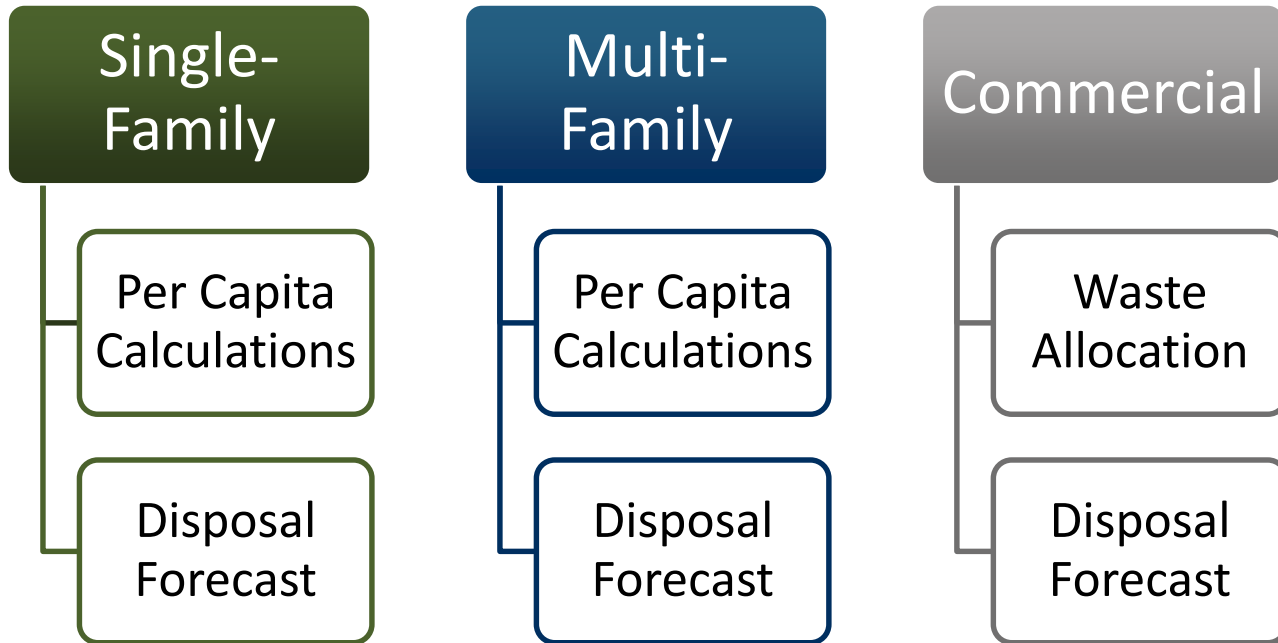 Single-
Family
Per Capita
Calculations
Disposal
Forecast
Multi-
Family
Per Capita
Calculations
Disposal
Forecast
Commercial
Waste
Allocation
Disposal
Forecast